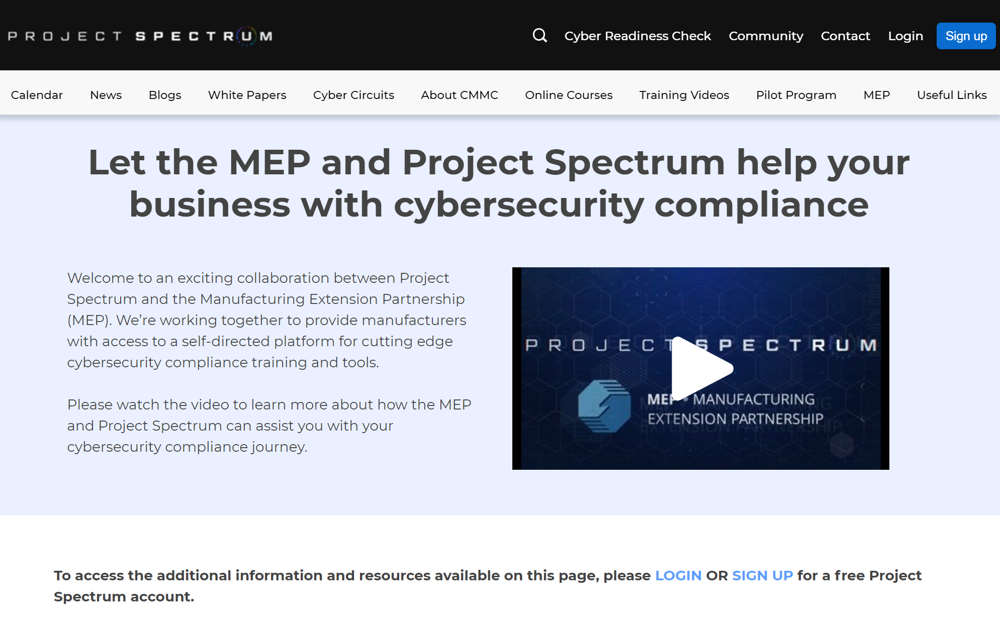 PROJECT SPECTRUM
Cyber Readiness Check Community Contact Login Sign up
Calendar News Blogs White Papers Cyber Circuits About CMMC Online Courses Training Videos Pilot Program MEP Useful Links
Let the MEP and Project Spectrum help your
business with cybersecurity compliance
Welcome to an exciting collaboration between Project
Spectrum and the Manufacturing Extension Partnership
(MEP). We’re working together to provide manufacturers
with access to a self-directed platform for cutting edge
cybersecurity compliance training and tools.
Please watch the video to learn more about how the MEP
and Project Spectrum can assist you with your
cybersecurity compliance journey.
PROJECT SPECTRUM
MEP • MANUFACTURING
EXTENSION PARTNERSHIP
To access the additional information and resources available on this page, please LOGIN OR SIGN UP for a free Project
Spectrum account.